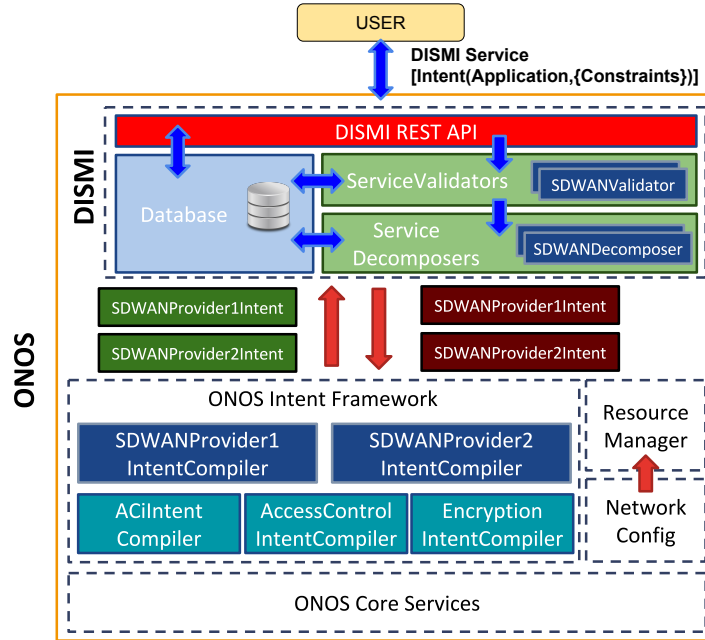 USER
DISMI Service
[Intent(Application,{Constraints})]
ONOS
DISMI
DISMI REST API
Database
ServiceValidators
SDWANValidator
Service
Decomposers
SDWANDecomposer
SDWANProvider1Intent
SDWANProvider2Intent
SDWANProvider1Intent
SDWANProvider2Intent
ONOS Intent Framework
SDWANProvider1
IntentCompiler
SDWANProvider2
IntentCompiler
ACiIntent
Compiler
AccessControl
IntentCompiler
Encryption
IntentCompiler
Resource
Manager
Network
Config
ONOS Core Services